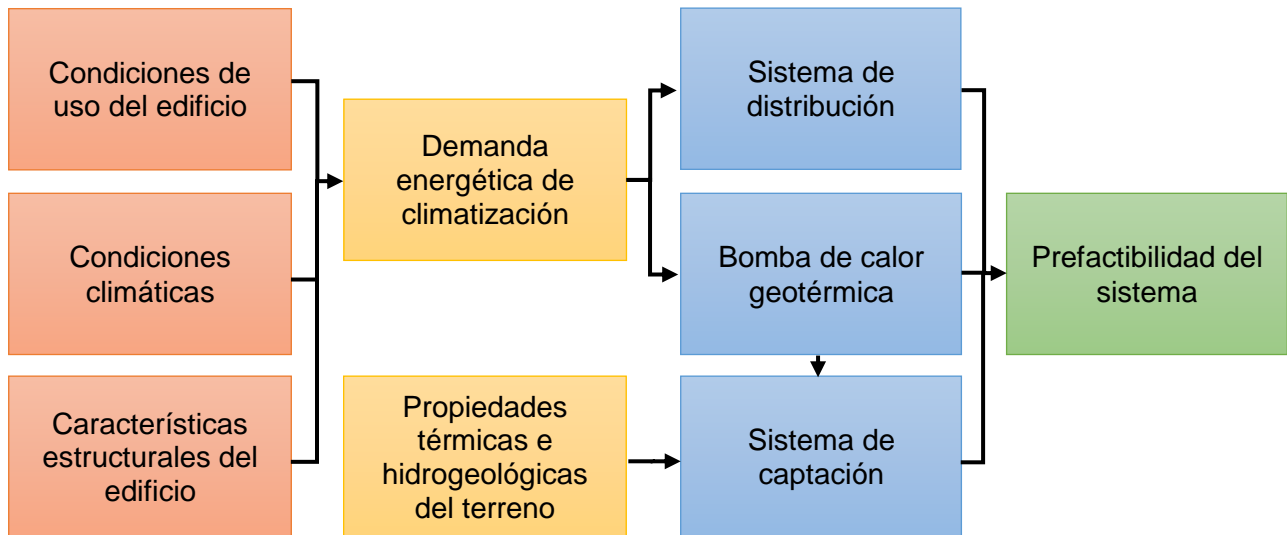 Condiciones de
uso del edificio
Condiciones
climáticas
Características
estructurales del
edificio
Demanda
energética de
climatización
Propiedades
térmicas e
hidrogeológicas
del terreno
Sistema de
distribución
Bomba de calor
geotérmica
Sistema de
captación
Prefactibilidad del
sistema